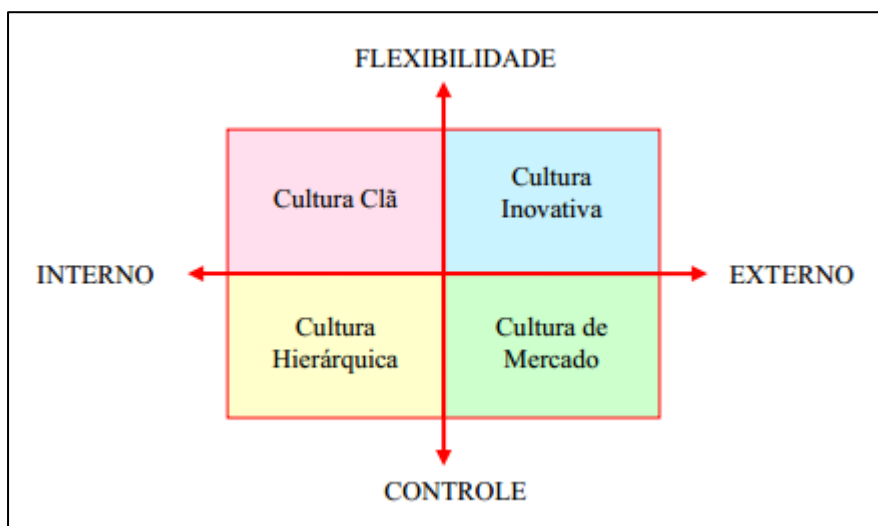 FLEXIBILIDADE
Cultura Clã
Cultura
Inovativa
INTERNO
EXTERNO
Cultura
Hierárquica
Cultura de
Mercado
CONTROLE